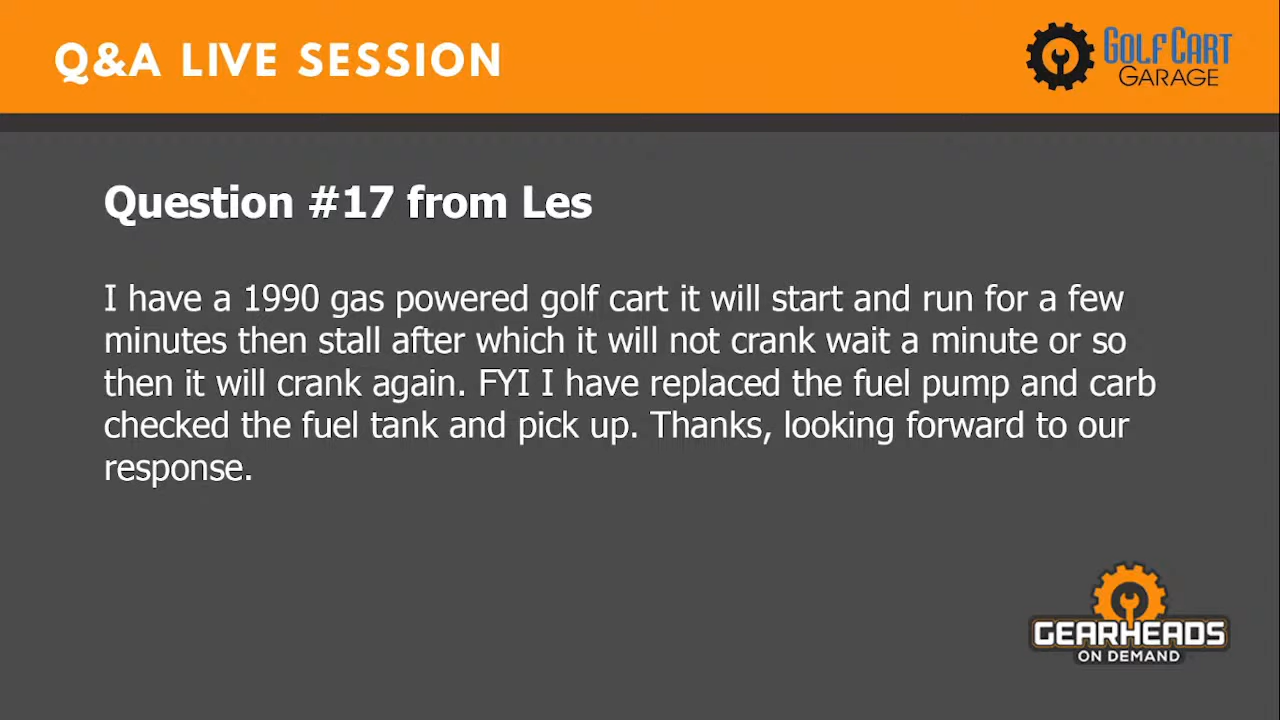 Q&A LIVE SESSION
GOLF CART
GARAGE
Question #17 from Les
I have a 1990 gas powered golf cart it will start and run for a few
minutes then stall after which it will not crank wait a minute or so
then it will crank again. FYI I have replaced the fuel pump and carb
checked the fuel tank and pick up. Thanks, looking forward to our
response.
GEARHEADS
ON DEMAND